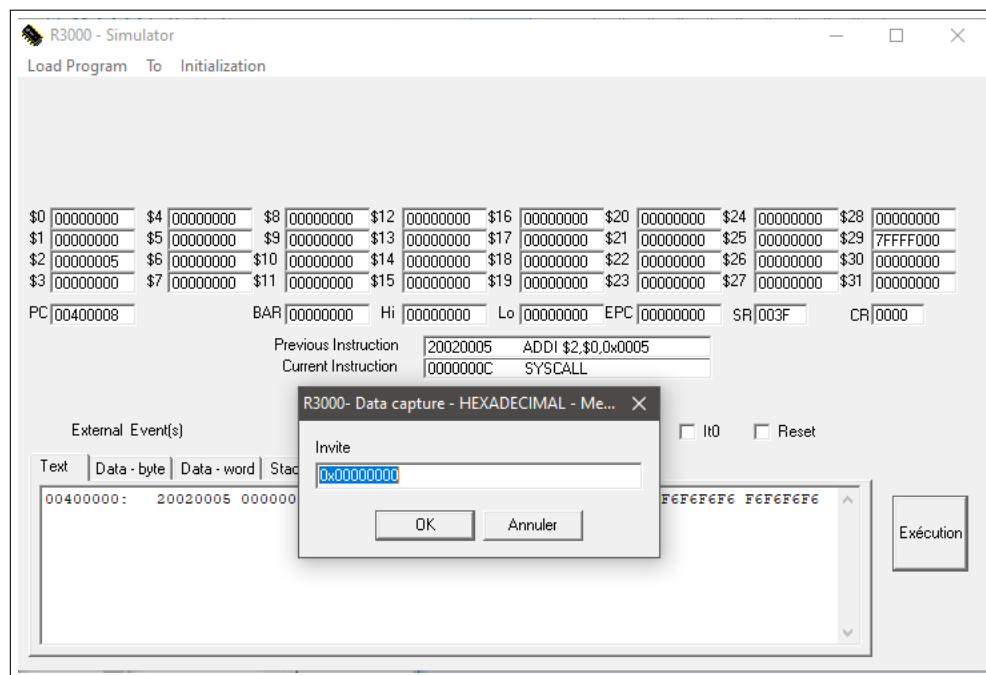 R3000 - Simulator
Load Program To Initialization
$0 00000000 $4 00000000 $8 00000000 $12 00000000 $16 00000000 $20 00000000 $24 00000000 $28 00000000
$1 00000000 $5 00000000 $9 00000000 $13 00000000 $17 00000000 $21 00000000 $25 00000000 $29 7FFFF000
$2 00000005 $6 00000000 $10 00000000 $14 00000000 $18 00000000 $22 00000000 $26 00000000 $30 00000000
$3 00000000 $7 00000000 $11 00000000 $15 00000000 $19 00000000 $23 00000000 $27 00000000 $31 00000000
PC 00400008 BAR 00000000 Hi 00000000 Lo 00000000 EPC 00000000 SR 003F CR 0000
Previous Instruction 20020005 ADDI $2,$0,0x0005
Current Instruction 0000000C SYSCALL
R3000- Data capture - HEXADECIMAL - Me...
External Event(s) It0 Reset
Invite
Text Data - byte Data - word Stac
0x00000000
00400000: 20020005 000000 F6F6F6F6 F6F6F6F6
OK Annuler
Exécution